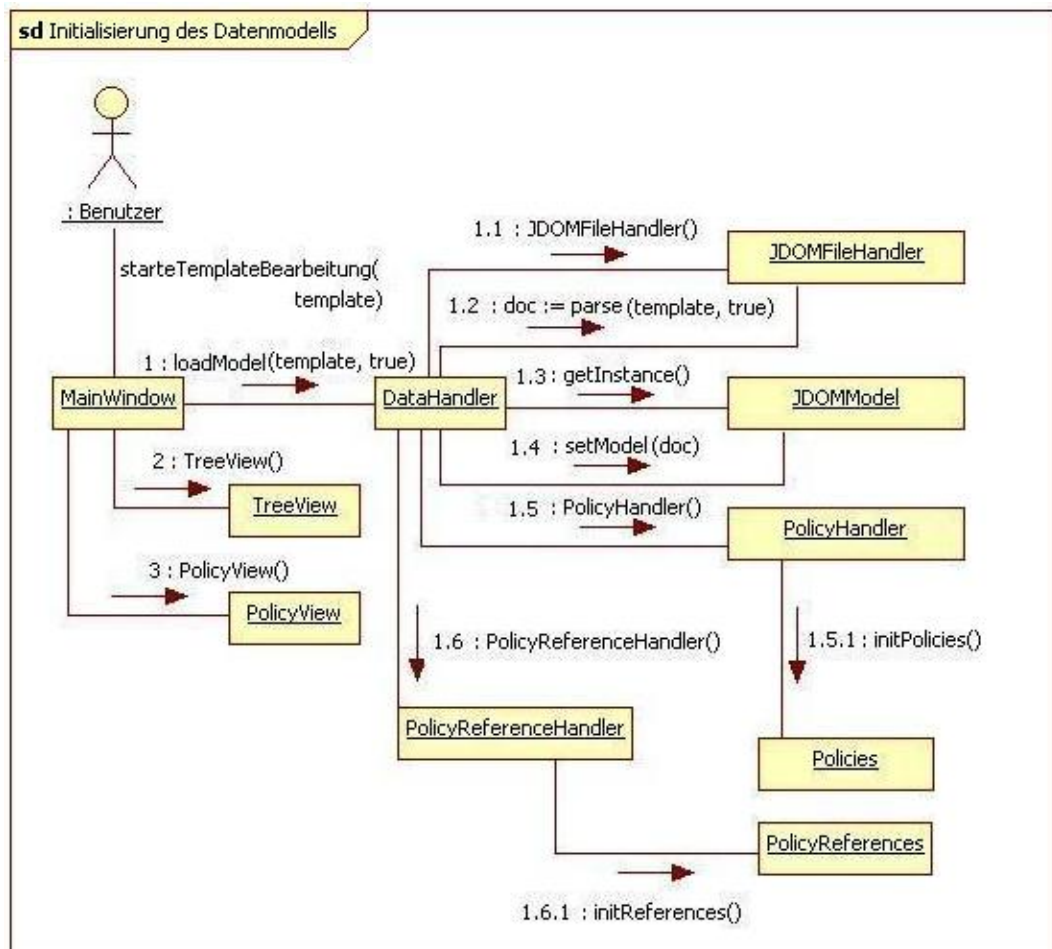 sd Initialisierung des Datenmodells
: Benutzer
starteTemplateBearbeitung(
template)
1.1 : JDOMFileHandler()
JDOMFileHandler
1.2 : doc := parse (template, true)
1 : loadModel(template, true)
MainWindow
DataHandler
1.3 : getInstance()
JDOMModel
1.4 : setModel (doc)
2 : TreeView()
TreeView
1.5 : PolicyHandler()
PolicyHandler
3 : PolicyView()
PolicyView
1.6 : PolicyReferenceHandler()
1.5.1 : initPolicies()
PolicyReferenceHandler
Policies
PolicyReferences
1.6.1 : initReferences()